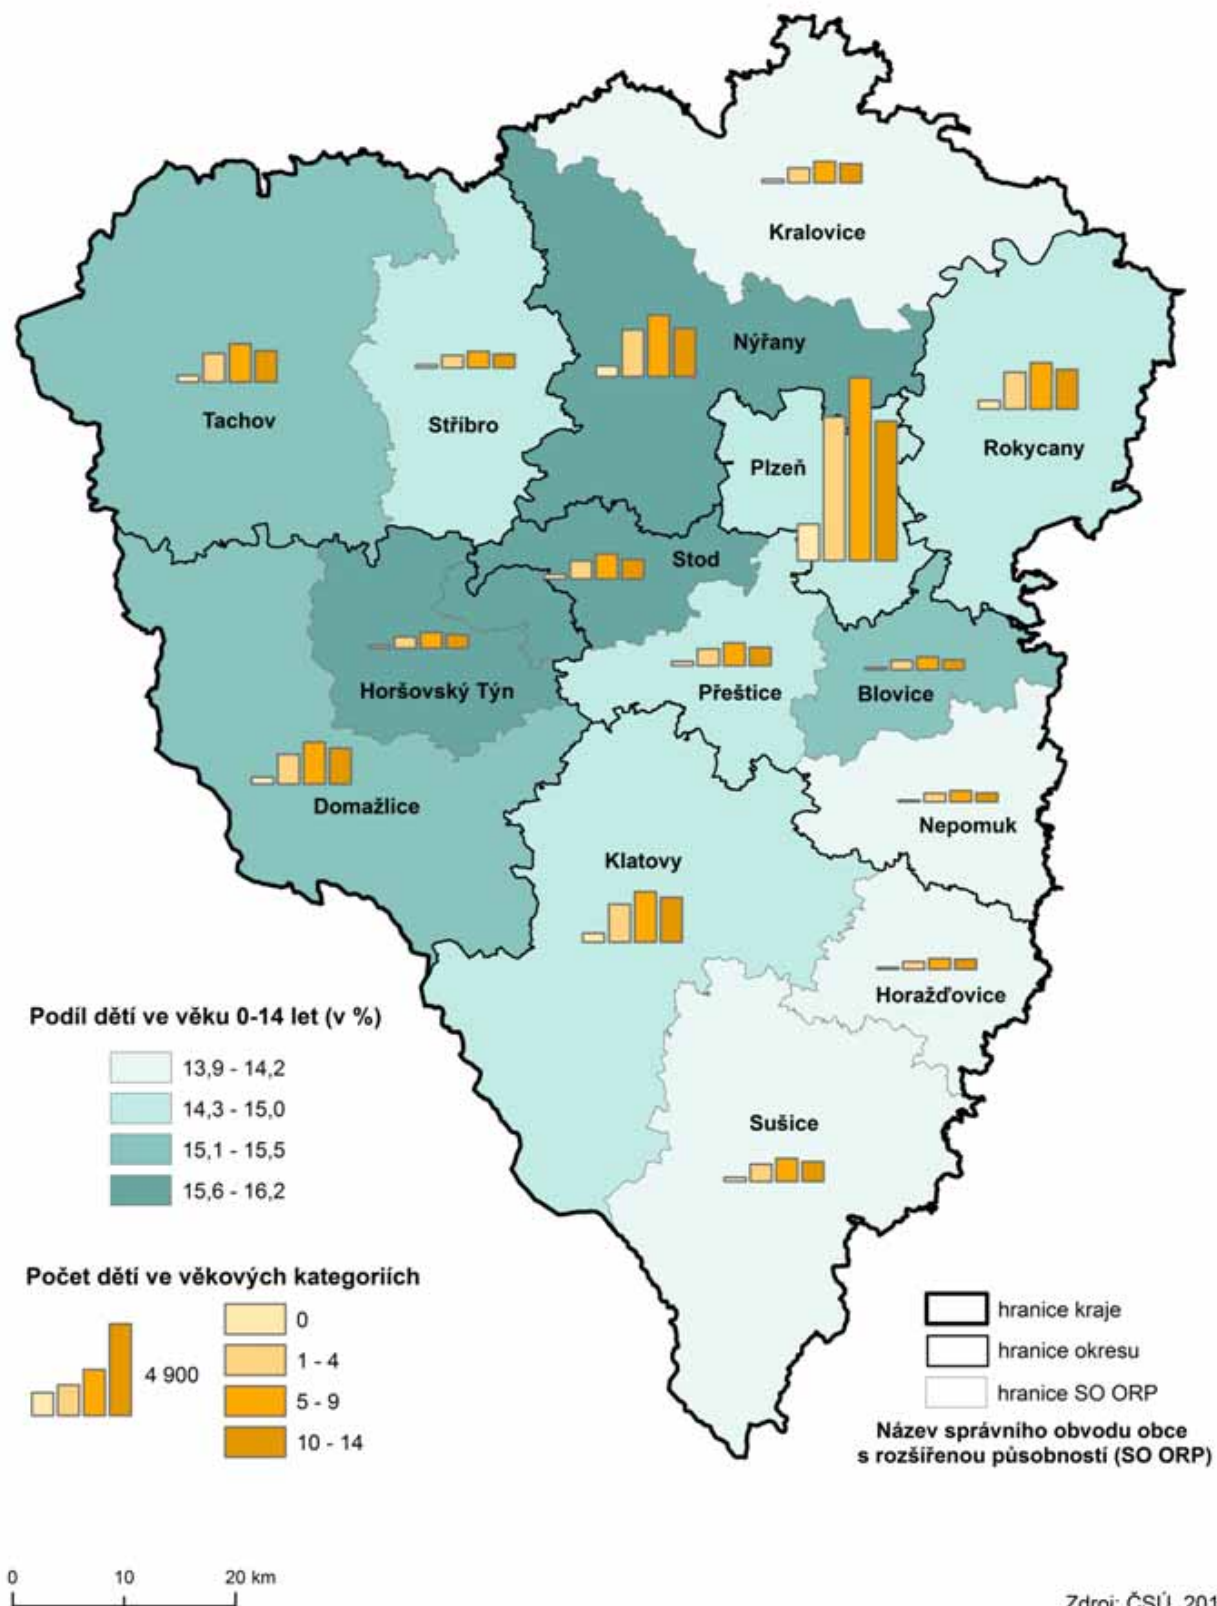 Kralovice
Nýřany
Tachov
Stříbro
Plzeň
Rokycany
Stod
Horšovský Týn
Přeštice
Blovice
Domažlice
Nepomuk
Klatovy
Horažďovice
Sušice
Podíl dětí ve věku 0-14 let (v %)
13,9 - 14,2
14,3 - 15,0
15,1 - 15,5
15,6 - 16,2
Počet dětí ve věkových kategoriích
4 900
0
1 - 4
5 - 9
10 - 14
hranice kraje
hranice okresu
hranice SO ORP
Název správního obvodu obce
s rozšířenou působností (SO ORP)
0 10 20 km
Zdroj: ČSÚ, 201